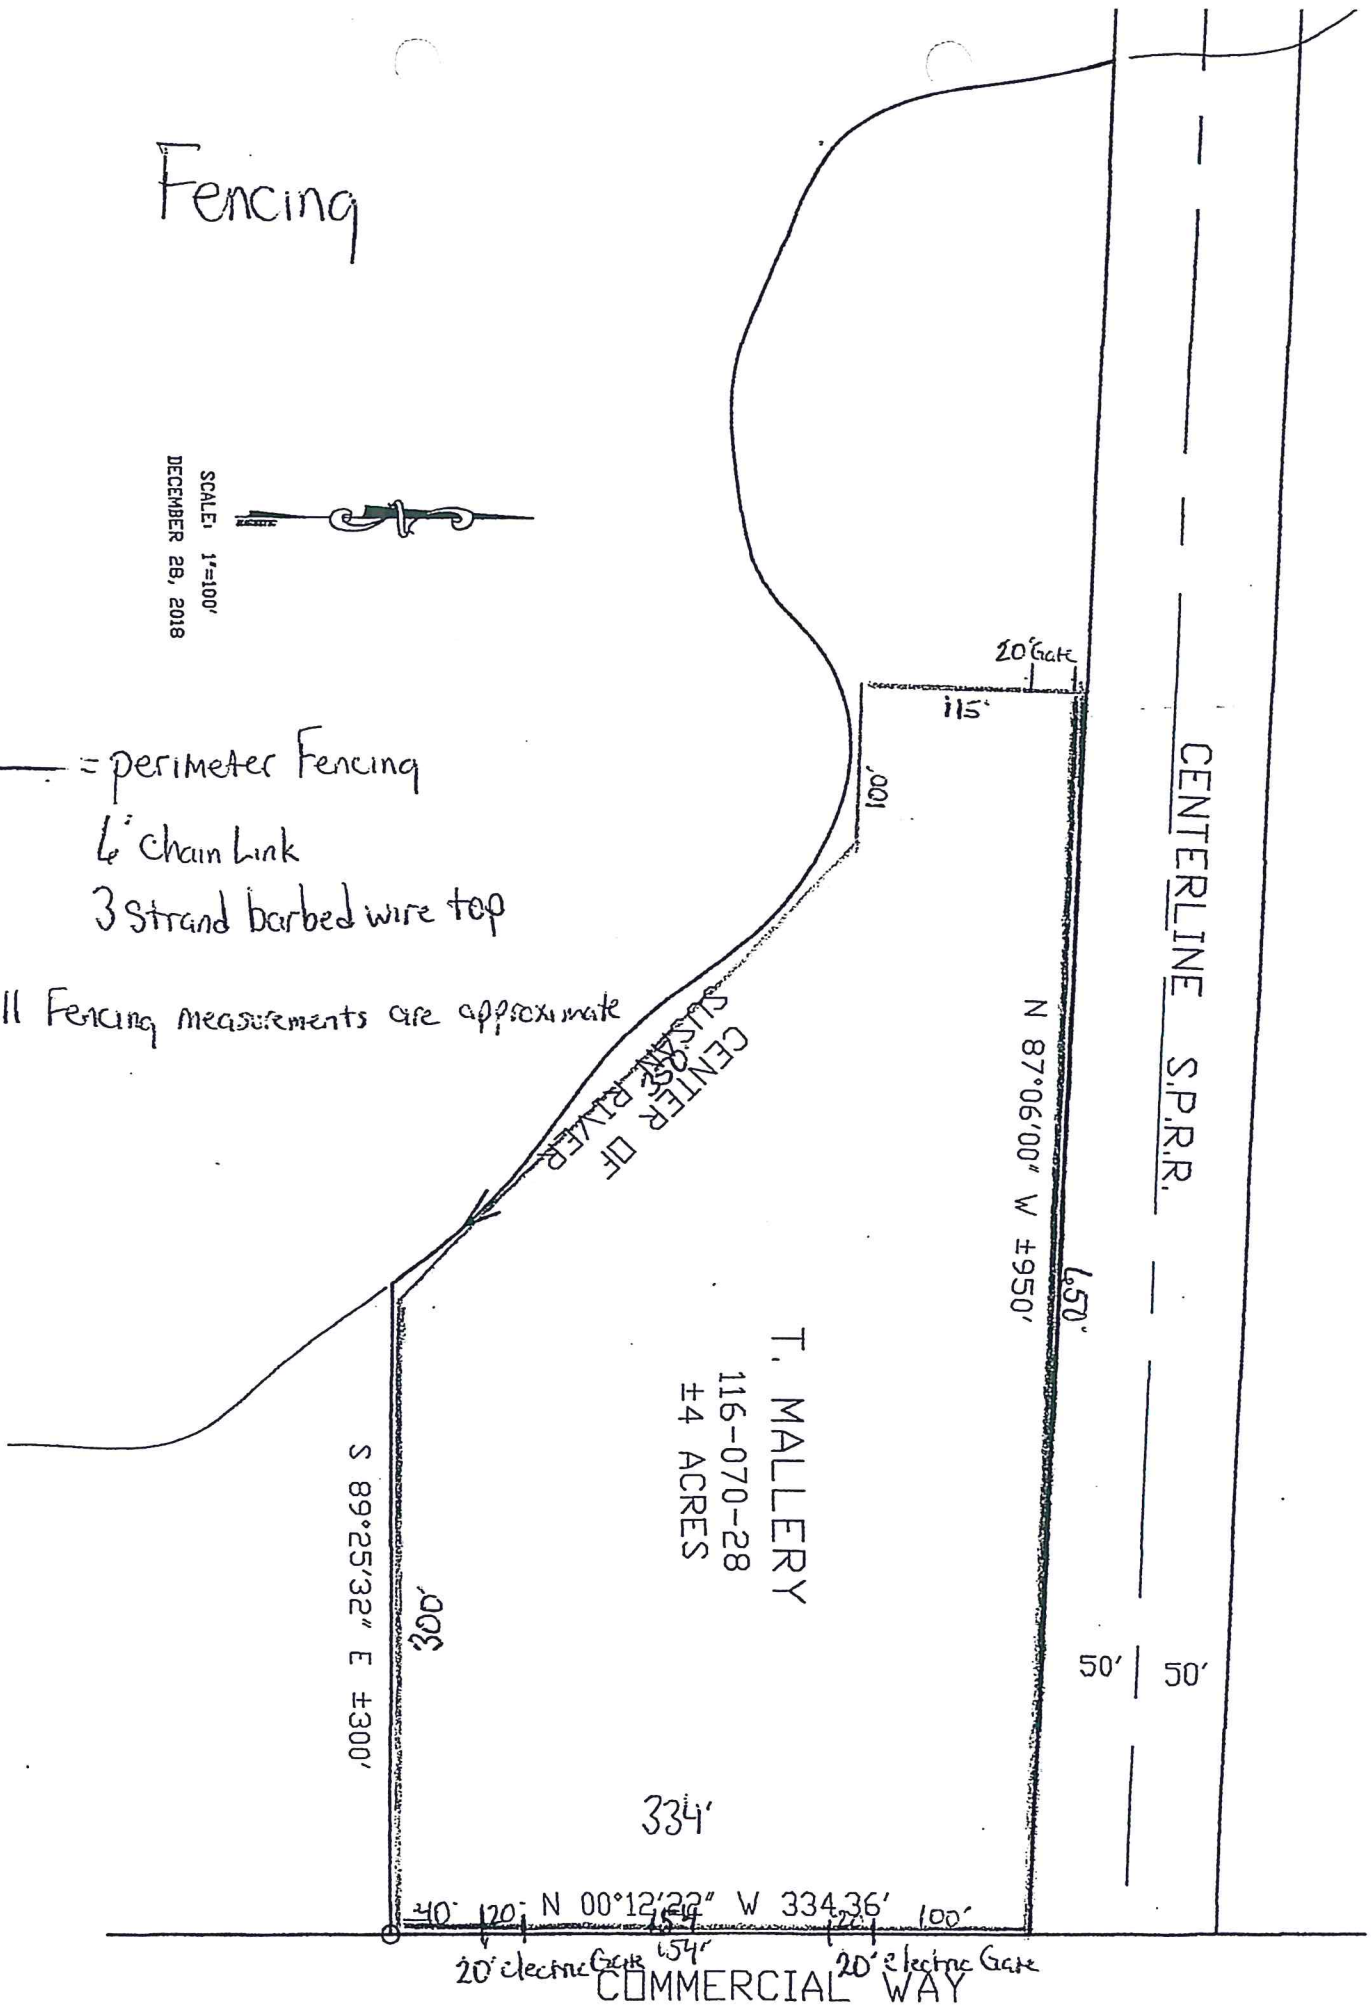 Fencing
SCALE: 1"=100'
DECEMBER 28, 2018
= perimeter Fencing
6' Chain Link
3 Strand barbed wire top
ll Fencing measurements are approximate
20' Gate
115'
100'
CENTERLINE S.P.R.R.
N 87°06'00" W ±950'
650'
CENTER OF
SUSAN RIVER
350'
T. MALLERY
116-070-28
±4 ACRES
S 89°25'32" E ±300'
300'
50' 50'
334'
N 00°12'22" W 334.36'
40' 20' 154' 20' 100'
154'
20' electric Gate 20' electric Gate
COMMERCIAL WAY